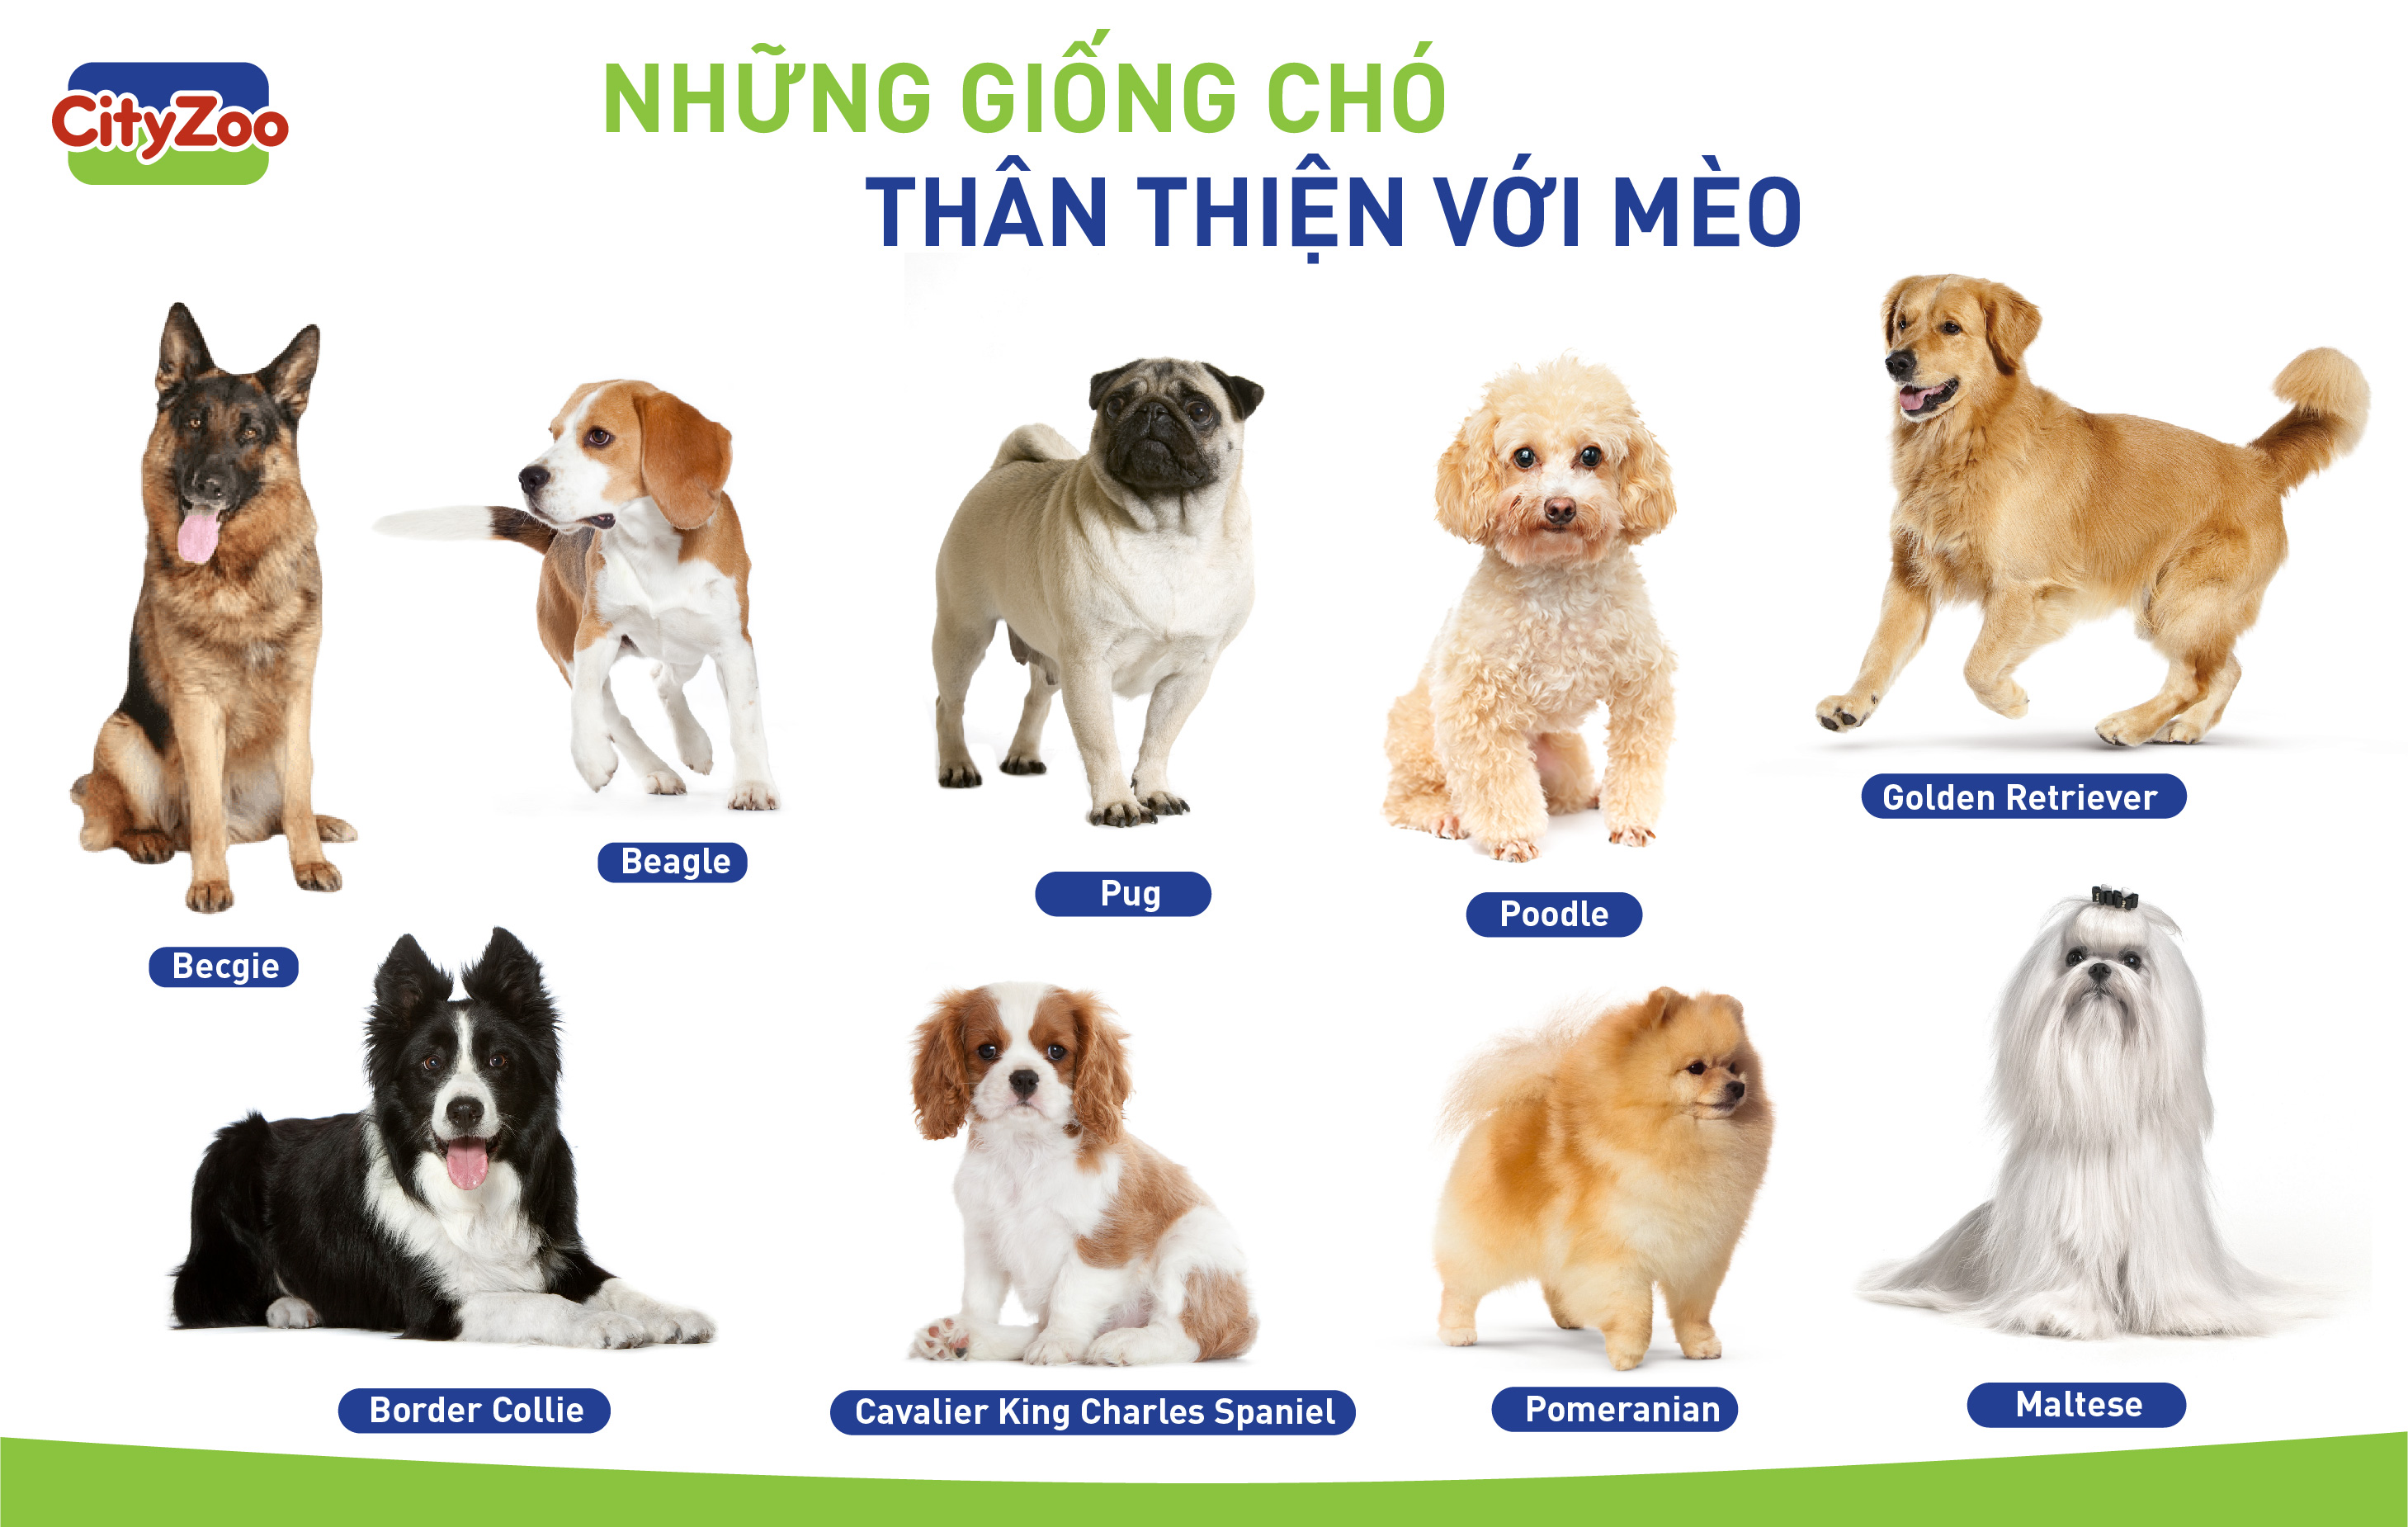 CityZoo
NHỮNG GIỐNG CHÓ
THÂN THIỆN VỚI MÈO
Becgie
Beagle
Pug
Poodle
Golden Retriever
Border Collie
Cavalier King Charles Spaniel
Pomeranian
Maltese